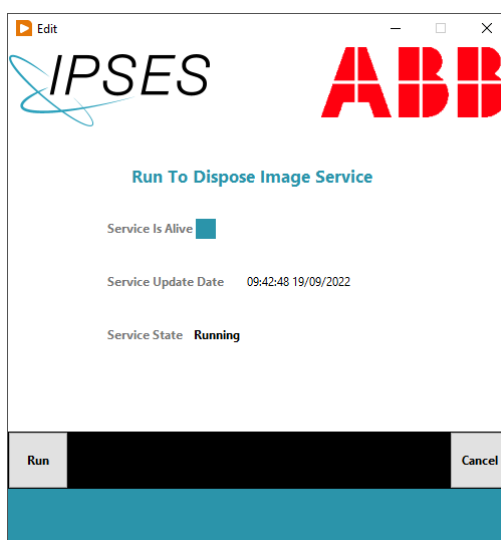 Edit
IPSES ABB
Run To Dispose Image Service
Service Is Alive
Service Update Date 09:42:48 19/09/2022
Service State Running
Run Cancel